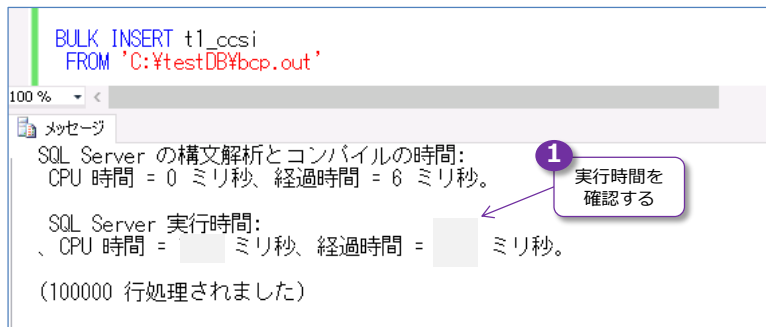 BULK INSERT t1_ccsi
FROM 'C:¥testDB¥bcp.out'
100 %
メッセージ
SQL Server の構文解析とコンパイルの時間:
CPU 時間 = 0 ミリ秒、経過時間 = 6 ミリ秒。
1
実行時間を
確認する
SQL Server 実行時間:
、CPU 時間 = ミリ秒、経過時間 = ミリ秒。
(100000 行処理されました)